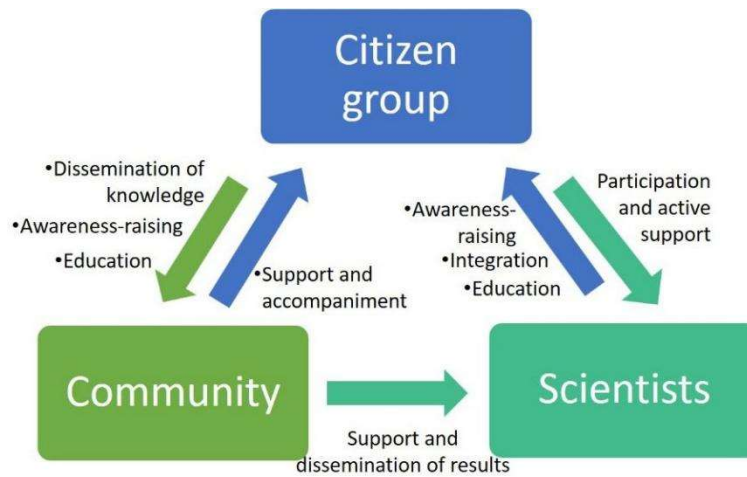 Citizen
group
•Dissemination of
knowledge
•Awareness-raising
•Education
•Support and
accompaniment
•Awareness-
raising
•Integration
•Education
Participation
and active
support
Community
Scientists
Support and
dissemination of results